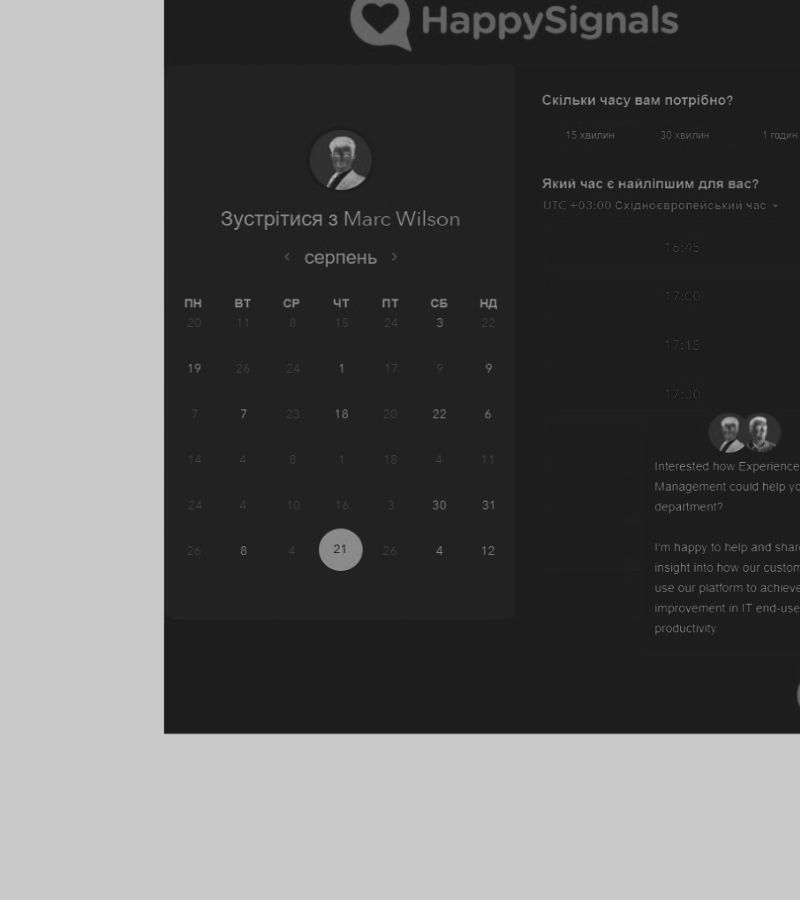 HappySignals
Зустрітися з Marc Wilson
серпень
ПН ВТ СР ЧТ ПТ СБ НД
20 11 8 15 24 3 22
19 26 24 1 17 9 9
7 7 23 18 20 22 6
14 4 8 1 18 4 11
24 4 10 16 3 30 31
26 8 4 21 26 4 12
Скільки часу вам потрібно?
15 хвилин 30 хвилин 1 годин
Який час є найліпшим для вас?
UTC +03:00 Східноєвропейський час
16:45
17:00
17:15
17:30
Interested how Experience
Management could help yo
department?
I'm happy to help and share
insight into how our custom
use our platform to achieve
improvement in IT end-use
productivity.